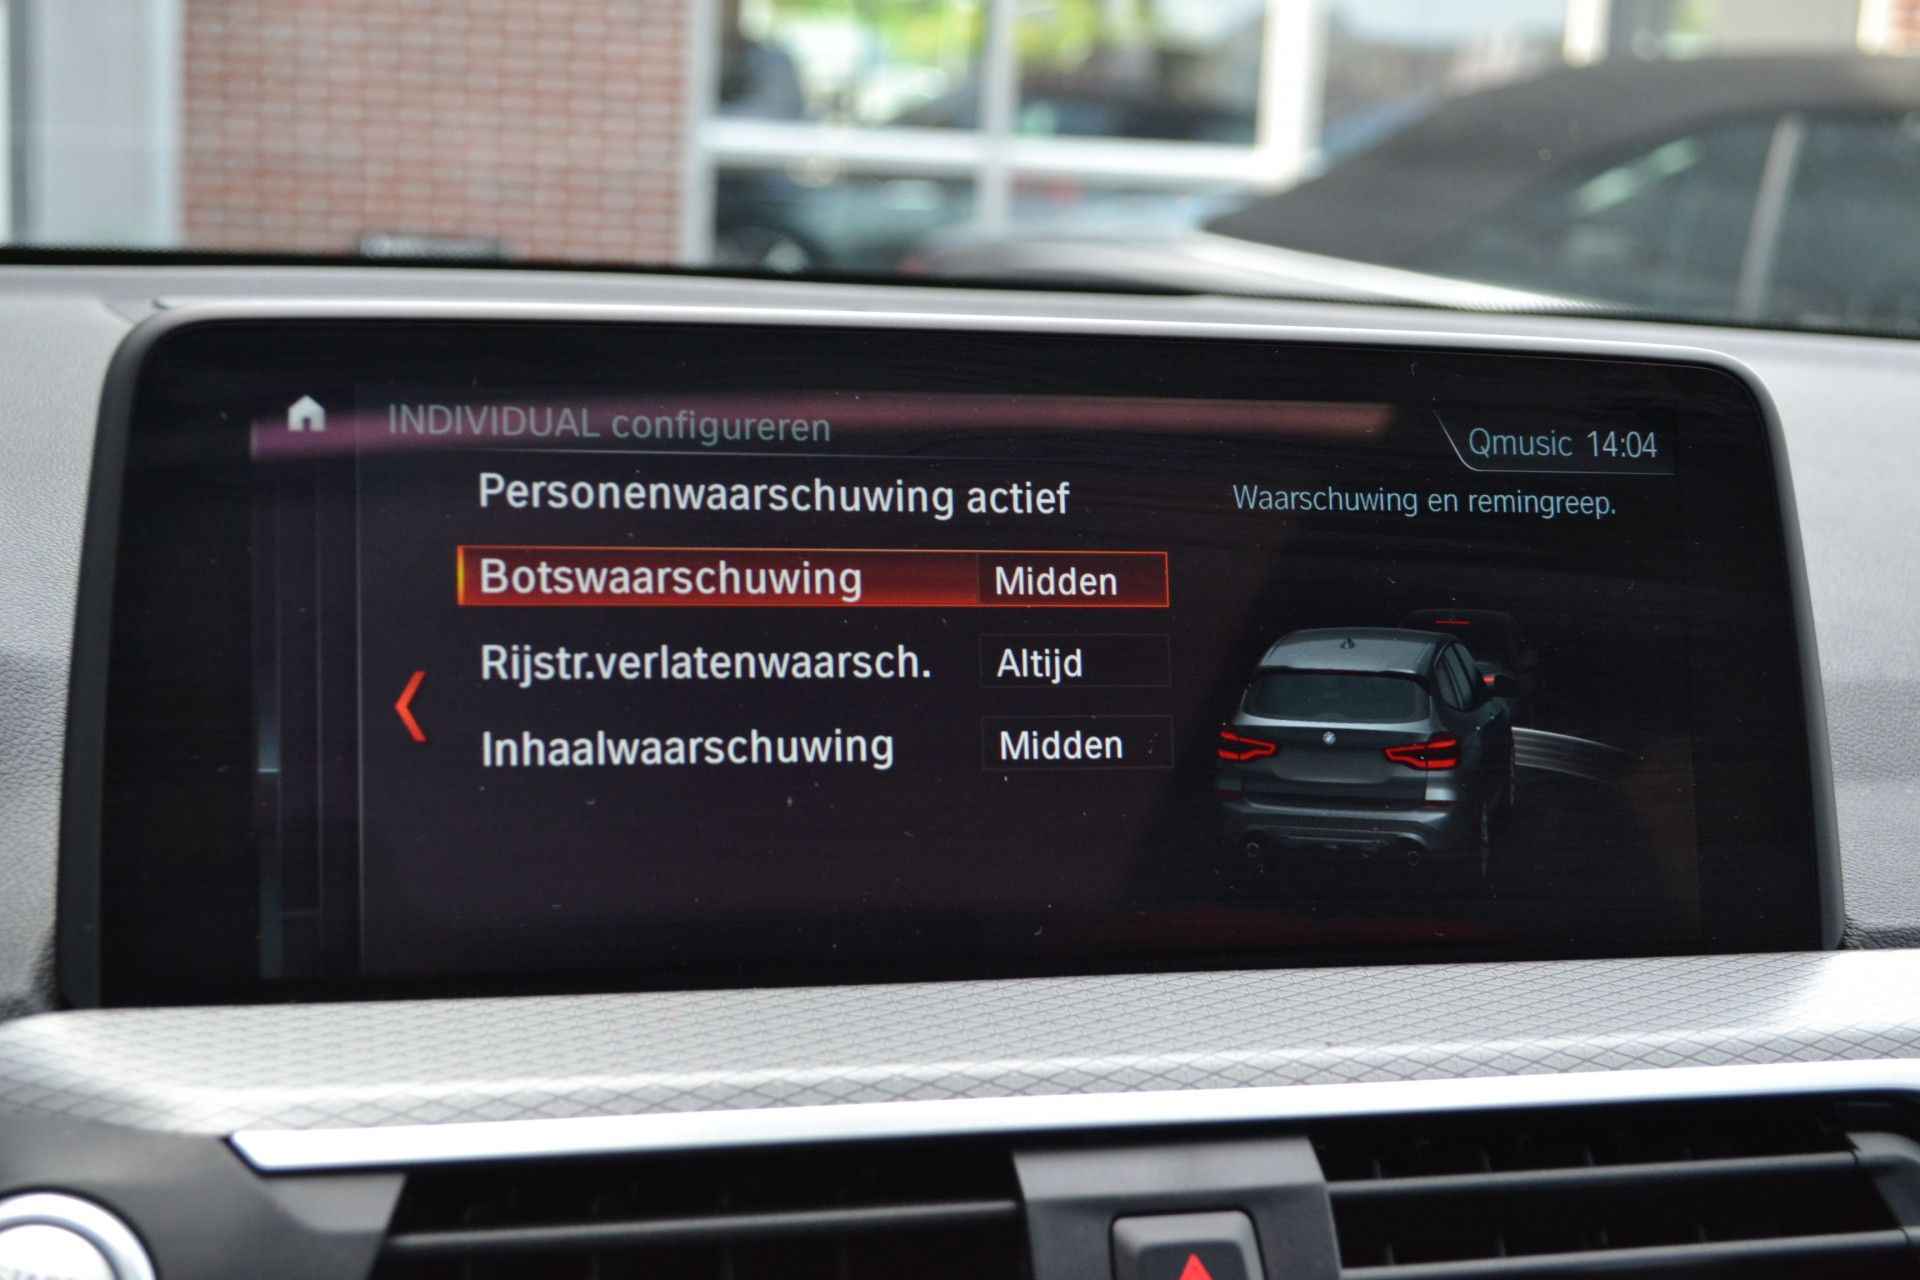 INDIVIDUAL configureren
Qmusic 14:04
Personenwaarschuwing actief
Waarschuwing en remingreep.
Botswaarschuwing Midden
Rijstr.verlatenwaarsch. Altijd
Inhaalwaarschuwing Midden